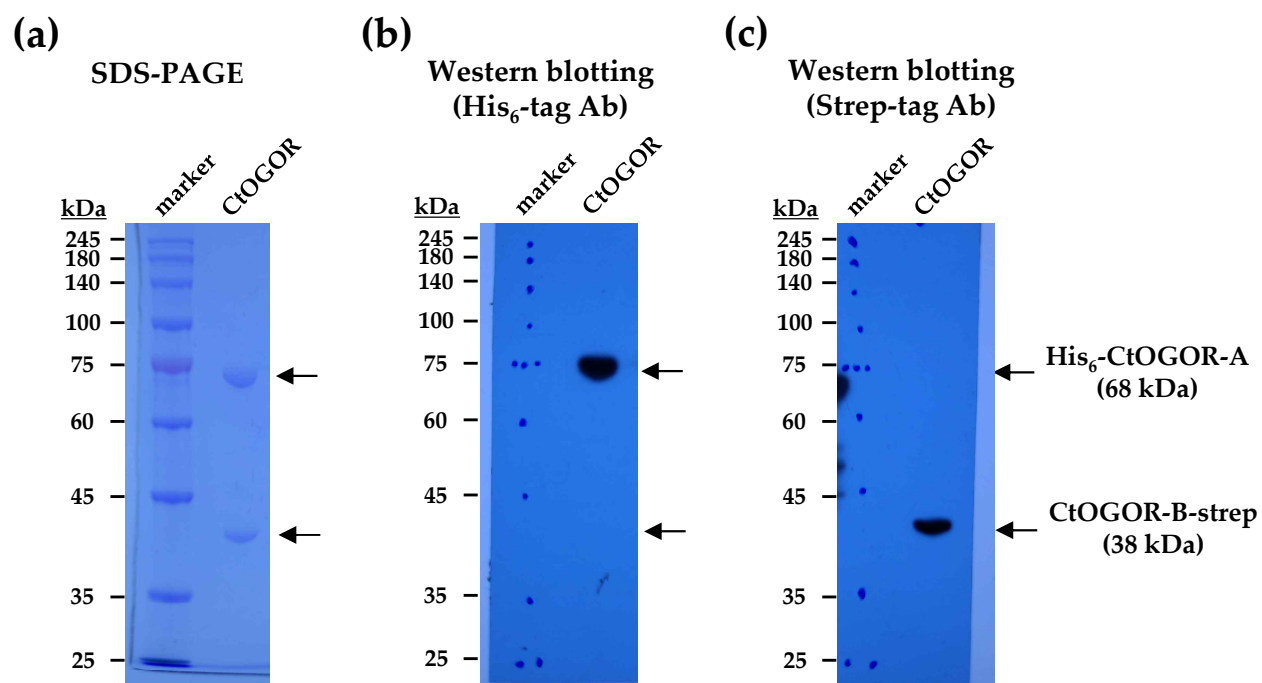 (a)
SDS-PAGE
kDa
marker
CtOGOR
245
180
140
100
75
60
45
35
25
(b)
Western blotting
(His₆-tag Ab)
kDa
marker
CtOGOR
245
180
140
100
75
60
45
35
25
(c)
Western blotting
(Strep-tag Ab)
kDa
marker
CtOGOR
245
180
140
100
75
60
45
35
25
His₆-CtOGOR-A
(68 kDa)
CtOGOR-B-strep
(38 kDa)